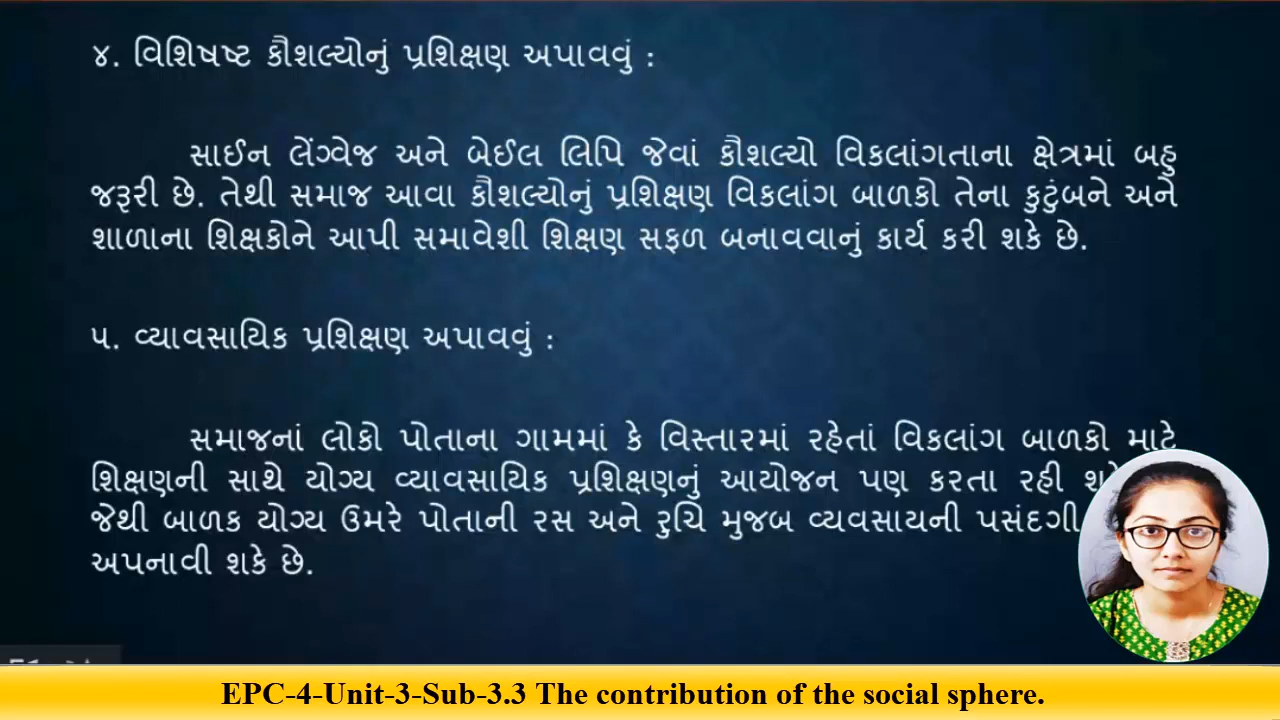 ૪. વિશિષષ્ટ કૌશલ્યોનું પ્રશિક્ષણ અપાવવું :
સાઈન લેંગ્વેજ અને બેઈલ લિપિ જેવાં કૌશલ્યો વિકલાંગતાના ક્ષેત્રમાં બહુ
જરૂરી છે. તેથી સમાજ આવા કૌશલ્યોનું પ્રશિક્ષણ વિકલાંગ બાળકો તેના કુટુંબને અને
શાળાના શિક્ષકોને આપી સમાવેશી શિક્ષણ સફળ બનાવવાનું કાર્ય કરી શકે છે.
૫. વ્યાવસાયિક પ્રશિક્ષણ અપાવવું :
સમાજનાં લોકો પોતાના ગામમાં કે વિસ્તારમાં રહેતાં વિકલાંગ બાળકો માટે
શિક્ષણની સાથે યોગ્ય વ્યાવસાયિક પ્રશિક્ષણનું આયોજન પણ કરતા રહી
જેથી બાળક યોગ્ય ઉમરે પોતાની રસ અને રુચિ મુજબ વ્યવસાયની પસંદગી
અપનાવી શકે છે.
EPC-4-Unit-3-Sub-3.3 The contribution of the social sphere.